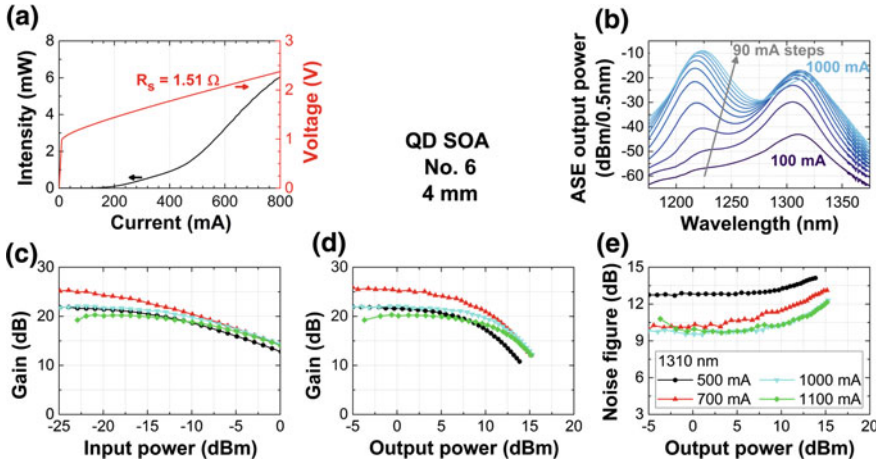 (a)
Intensity (mW)
8
6
4
2
0
0 200 400 600 800
Current (mA)
3
2
1
0
Voltage (V)
Rs = 1.51 Ω
QD SOA
No. 6
4 mm
(b)
ASE output power
(dBm/0.5nm)
-10
-20
-30
-40
-50
-60
1200 1250 1300 1350
Wavelength (nm)
90 mA steps
1000 mA
100 mA
(c)
Gain (dB)
30
20
10
0
-25 -20 -15 -10 -5 0
Input power (dBm)
(d)
Gain (dB)
30
20
10
0
-5 0 5 10 15 20
Output power (dBm)
(e)
Noise figure (dB)
15
12
9
6
-5 0 5 10 15 20
Output power (dBm)
1310 nm
500 mA 1000 mA
700 mA 1100 mA